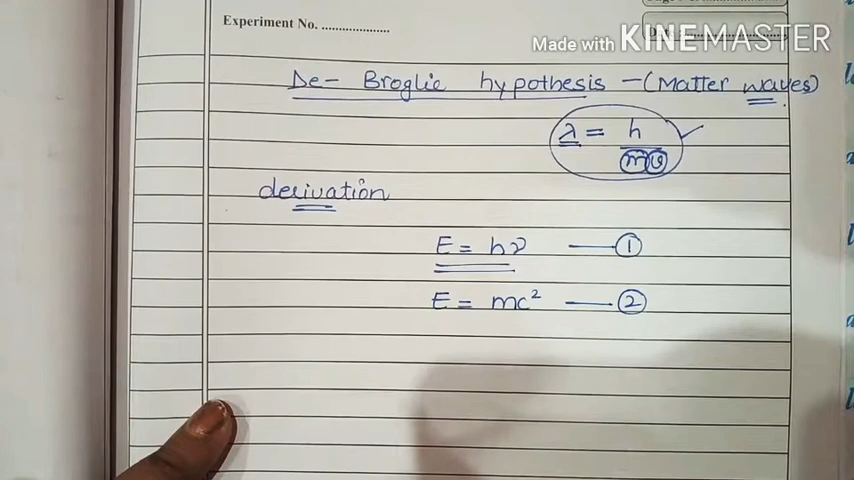 Experiment No. ....................
Made with KINEMASTER
De- Broglie hypothesis -(Matter waves)
λ = h
mv
derivation
E = hν —— 1
E = mc² —— 2